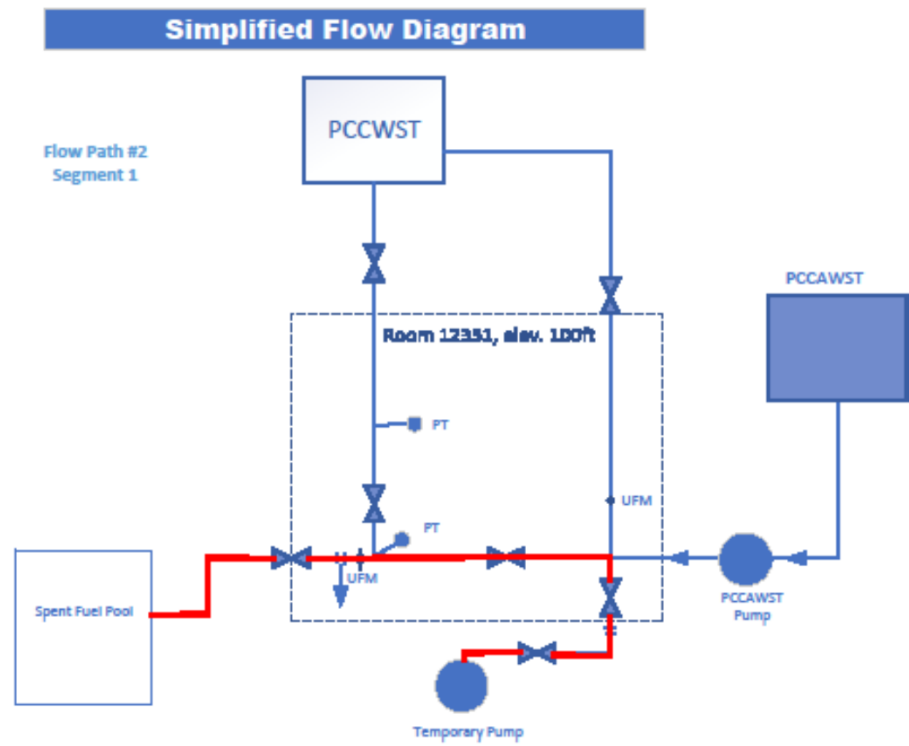 Simplified Flow Diagram
PCCWST
Flow Path #2
Segment 1
PCCAWST
Room 12351, elev. 100ft
PT
UFM
PT
UFM
Spent Fuel Pool
PCCAWST
Pump
Temporary Pump